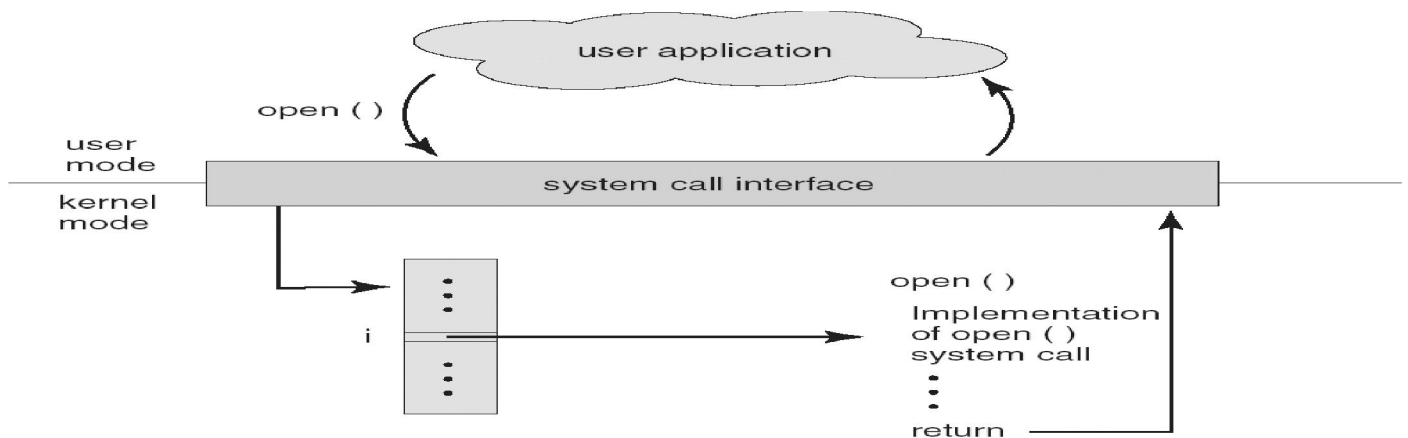 user application
open ( )
user
mode
system call interface
kernel
mode
open ( )
i
Implementation
of open ( )
system call
return